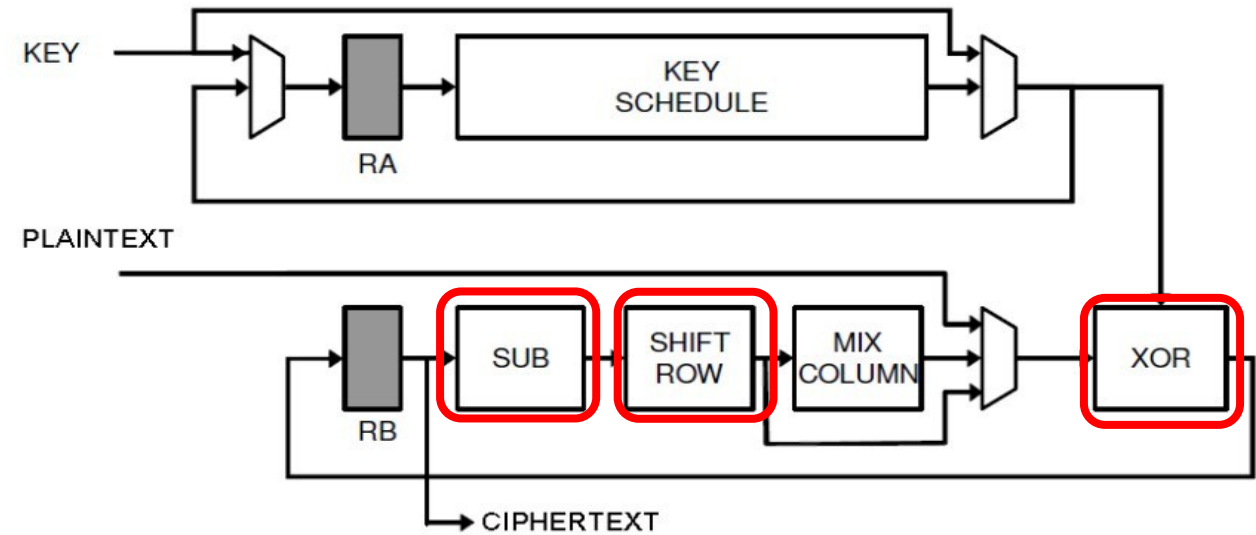 KEY
KEY
SCHEDULE
RA
PLAINTEXT
SUB
SHIFT
ROW
MIX
COLUMN
XOR
RB
CIPHERTEXT